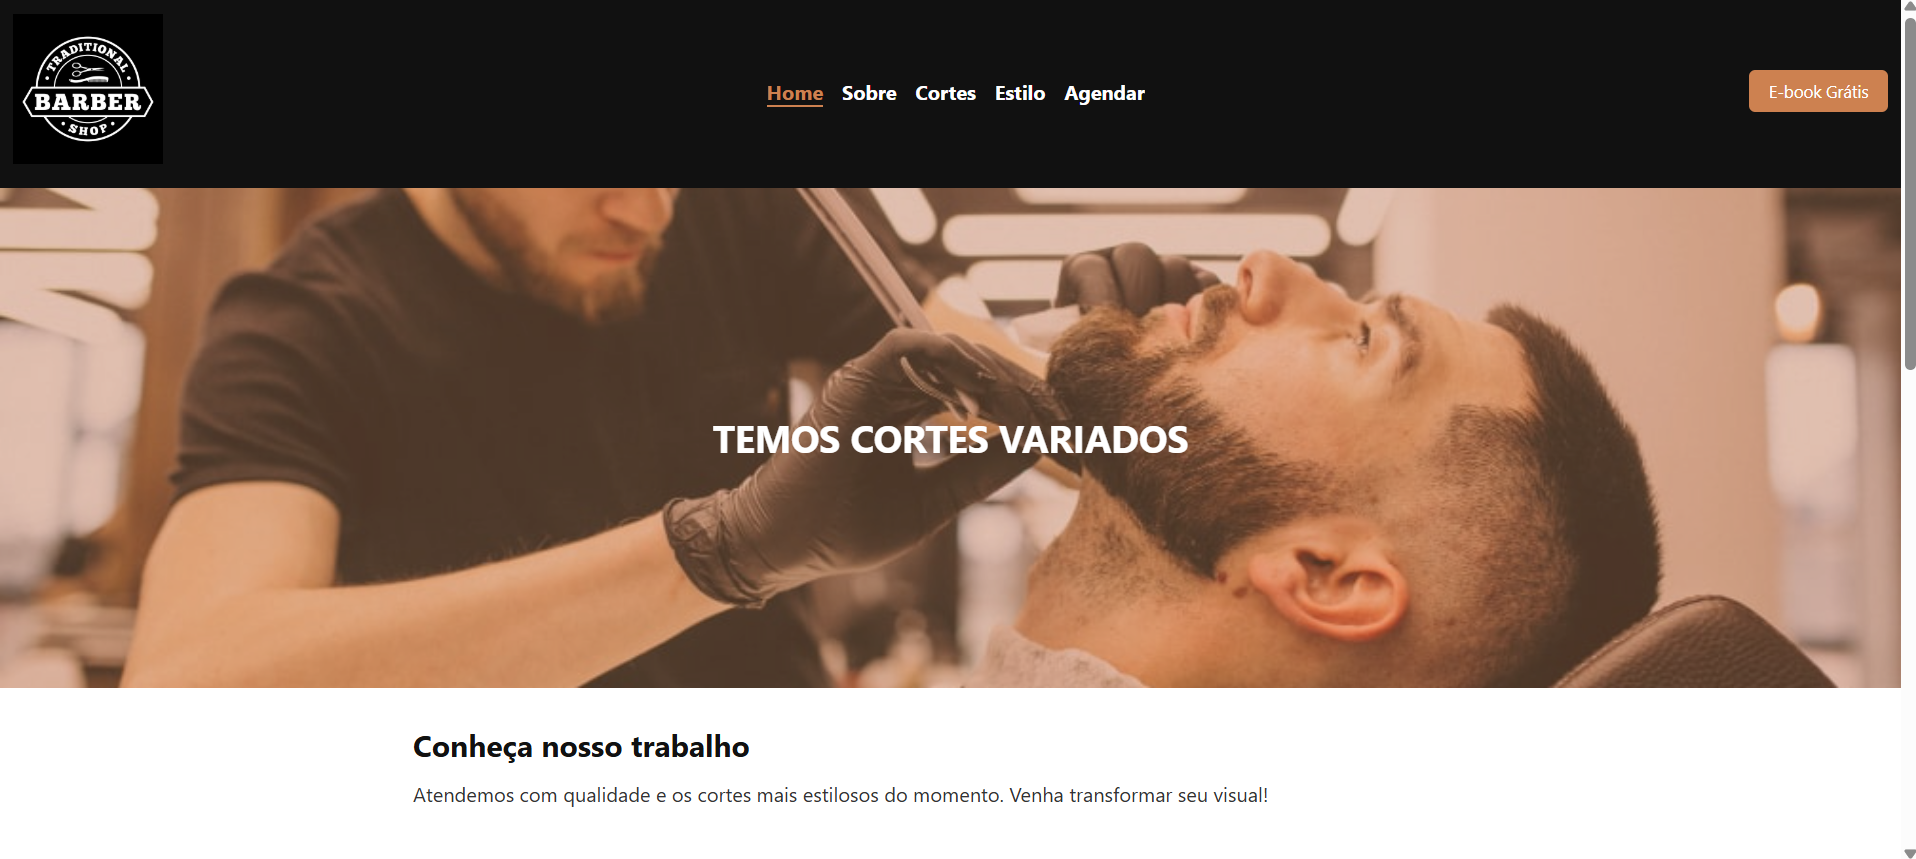 TRADITIONAL
BARBER
SHOP
Home Sobre Cortes Estilo Agendar
E-book Grátis
TEMOS CORTES VARIADOS
Conheça nosso trabalho
Atendemos com qualidade e os cortes mais estilosos do momento. Venha transformar seu visual!